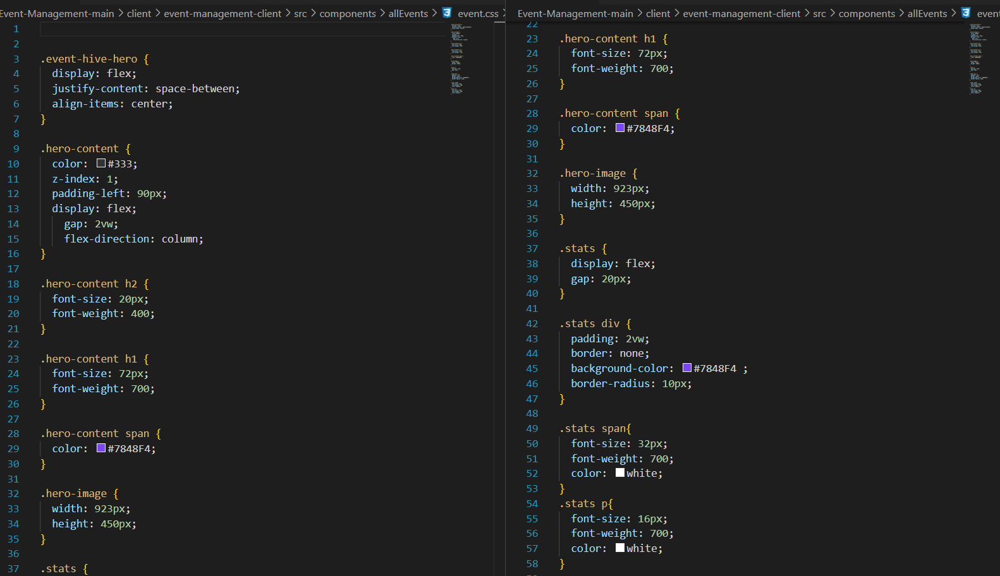 Event-Management-main > client > event-management-client > src > components > allEvents > event.css >
1
2
3 .event-hive-hero {
4 display: flex;
5 justify-content: space-between;
6 align-items: center;
7 }
8
9 .hero-content {
10 color: #333;
11 z-index: 1;
12 padding-left: 90px;
13 display: flex;
14 gap: 2vw;
15 flex-direction: column;
16 }
17
18 .hero-content h2 {
19 font-size: 20px;
20 font-weight: 400;
21 }
22
23 .hero-content h1 {
24 font-size: 72px;
25 font-weight: 700;
26 }
27
28 .hero-content span {
29 color: #7848F4;
30 }
31
32 .hero-image {
33 width: 923px;
34 height: 450px;
35 }
36
37 .stats {
Event-Management-main > client > event-management-client > src > components > allEvents > event
22
23 .hero-content h1 {
24 font-size: 72px;
25 font-weight: 700;
26 }
27
28 .hero-content span {
29 color: #7848F4;
30 }
31
32 .hero-image {
33 width: 923px;
34 height: 450px;
35 }
36
37 .stats {
38 display: flex;
39 gap: 20px;
40 }
41
42 .stats div {
43 padding: 2vw;
44 border: none;
45 background-color: #7848F4 ;
46 border-radius: 10px;
47 }
48
49 .stats span{
50 font-size: 32px;
51 font-weight: 700;
52 color: white;
53 }
54 .stats p{
55 font-size: 16px;
56 font-weight: 700;
57 color: white;
58 }